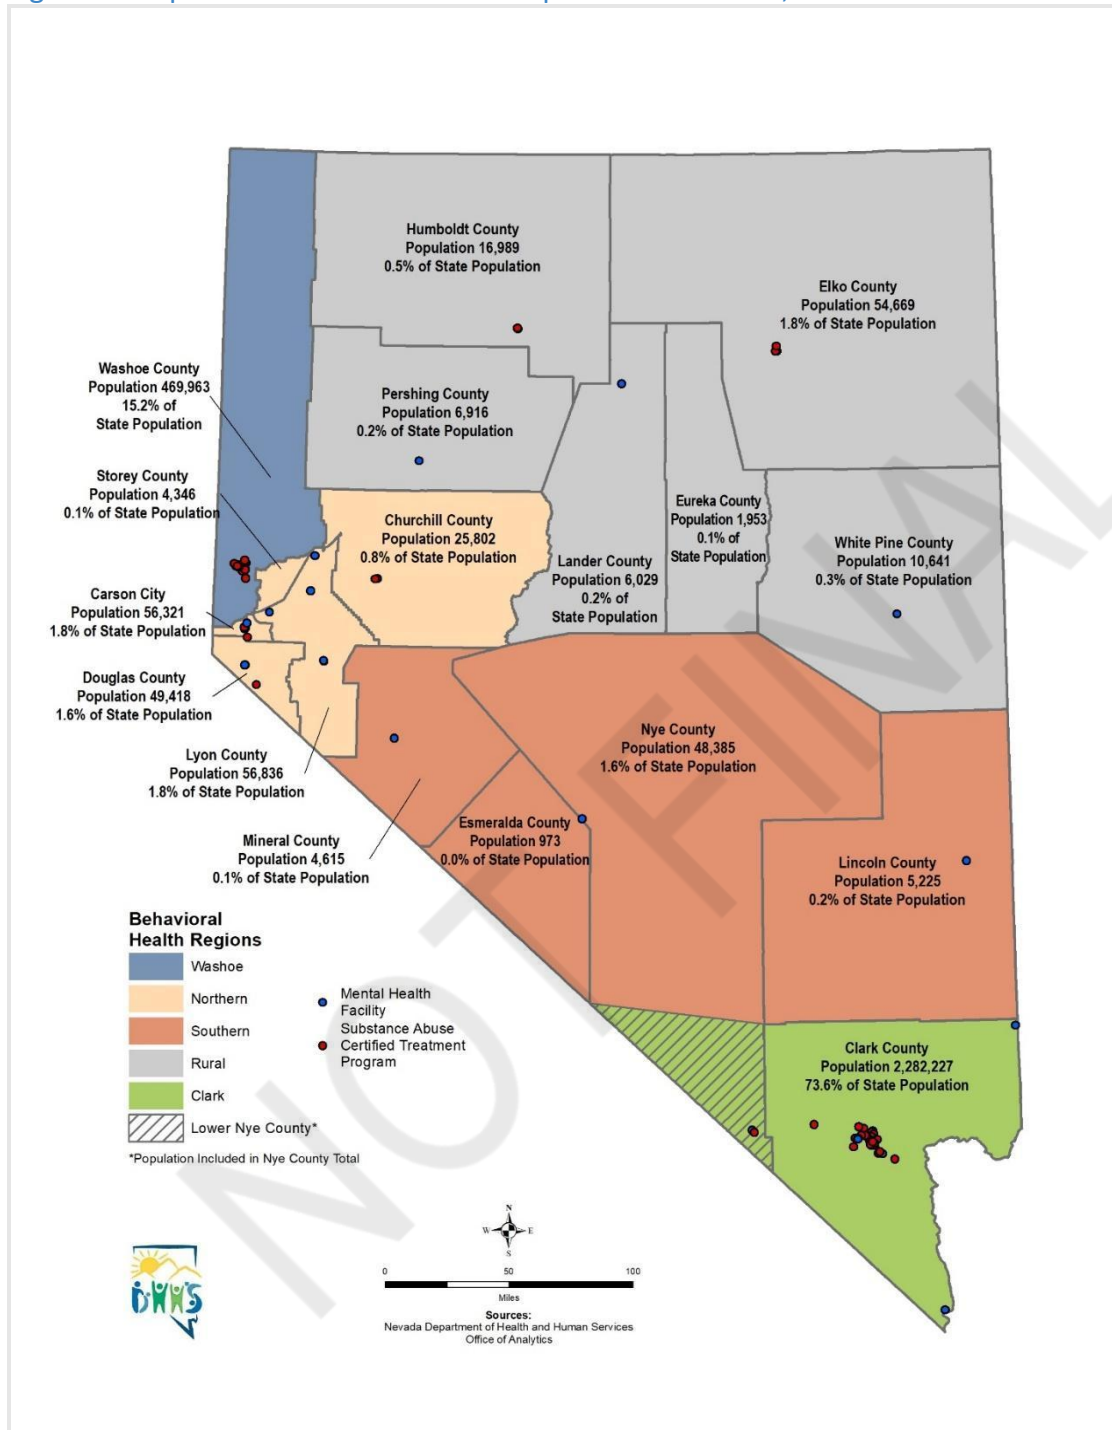 Humboldt County
Population 16,989
0.5% of State Population
Elko County
Population 54,669
1.8% of State Population
Washoe County
Population 469,963
15.2% of
State Population
Pershing County
Population 6,916
0.2% of State Population
Storey County
Population 4,346
0.1% of State Population
Churchill County
Population 25,802
0.8% of State Population
Eureka County
Population 1,953
0.1% of
State Population
Lander County
Population 6,029
0.2% of
State Population
White Pine County
Population 10,641
0.3% of State Population
Carson City
Population 56,321
1.8% of State Population
Douglas County
Population 49,418
1.6% of State Population
Lyon County
Population 56,836
1.8% of State Population
Nye County
Population 48,385
1.6% of State Population
Mineral County
Population 4,615
0.1% of State Population
Esmeralda County
Population 973
0.0% of State Population
Lincoln County
Population 5,225
0.2% of State Population
Clark County
Population 2,282,227
73.6% of State Population
Behavioral
Health Regions
Washoe
Northern
Southern
Rural
Clark
Lower Nye County*
Mental Health
Facility
Substance Abuse
Certified Treatment
Program
*Population Included in Nye County Total
NOT FINAL
N
W E
S
0 50 100
Miles
Sources:
Nevada Department of Health and Human Services
Office of Analytics
DHHS